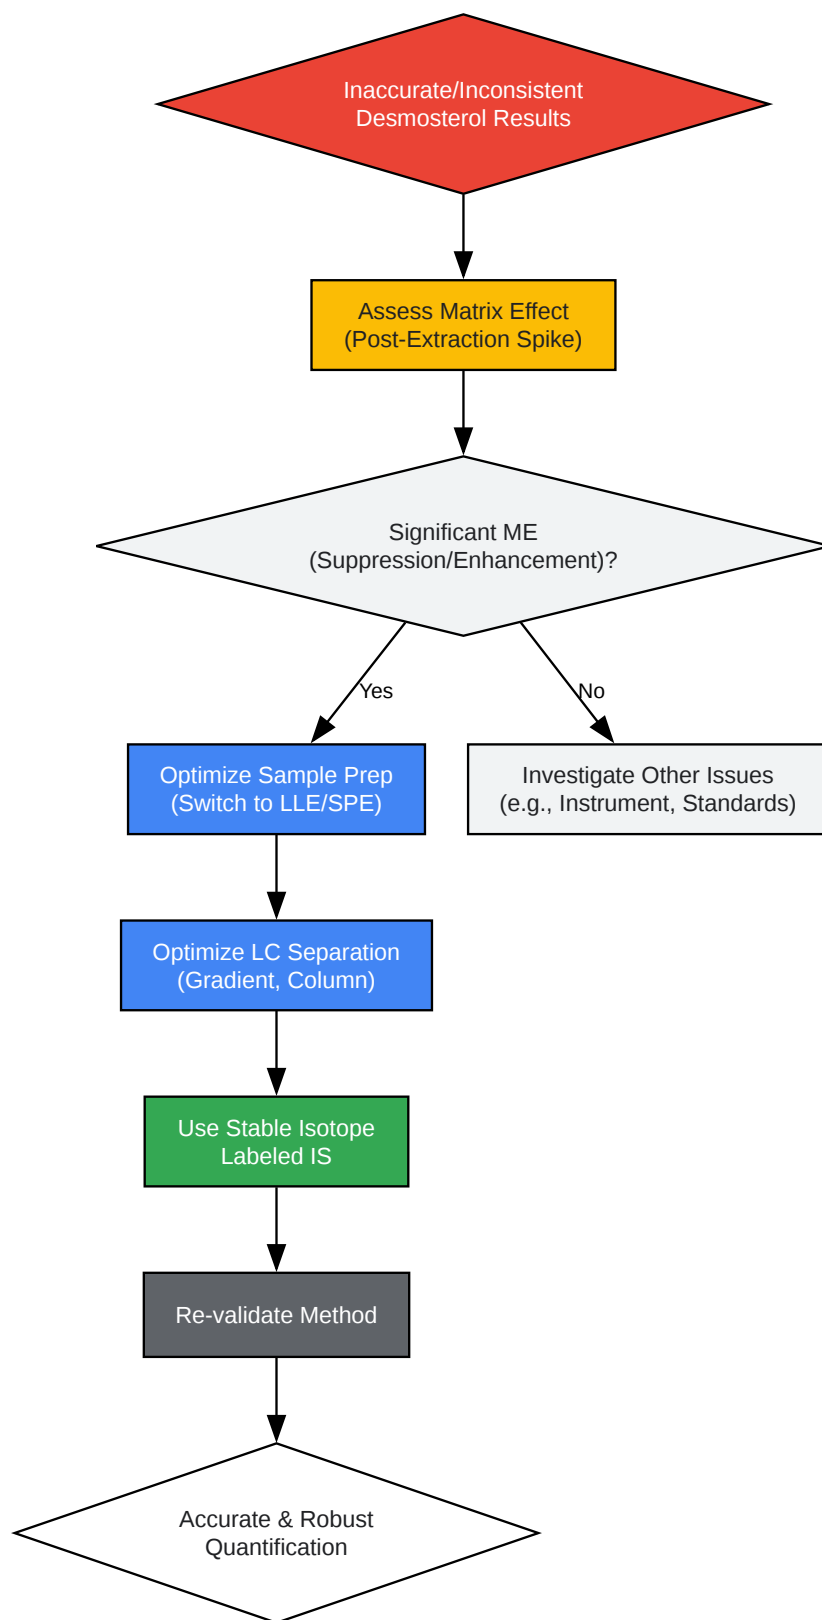 Inaccurate/Inconsistent
Desmosterol Results
Assess Matrix Effect
(Post-Extraction Spike)
Significant ME
(Suppression/Enhancement)?
Yes
No
Optimize Sample Prep
(Switch to LLE/SPE)
Investigate Other Issues
(e.g., Instrument, Standards)
Optimize LC Separation
(Gradient, Column)
Use Stable Isotope
Labeled IS
Re-validate Method
Accurate & Robust
Quantification